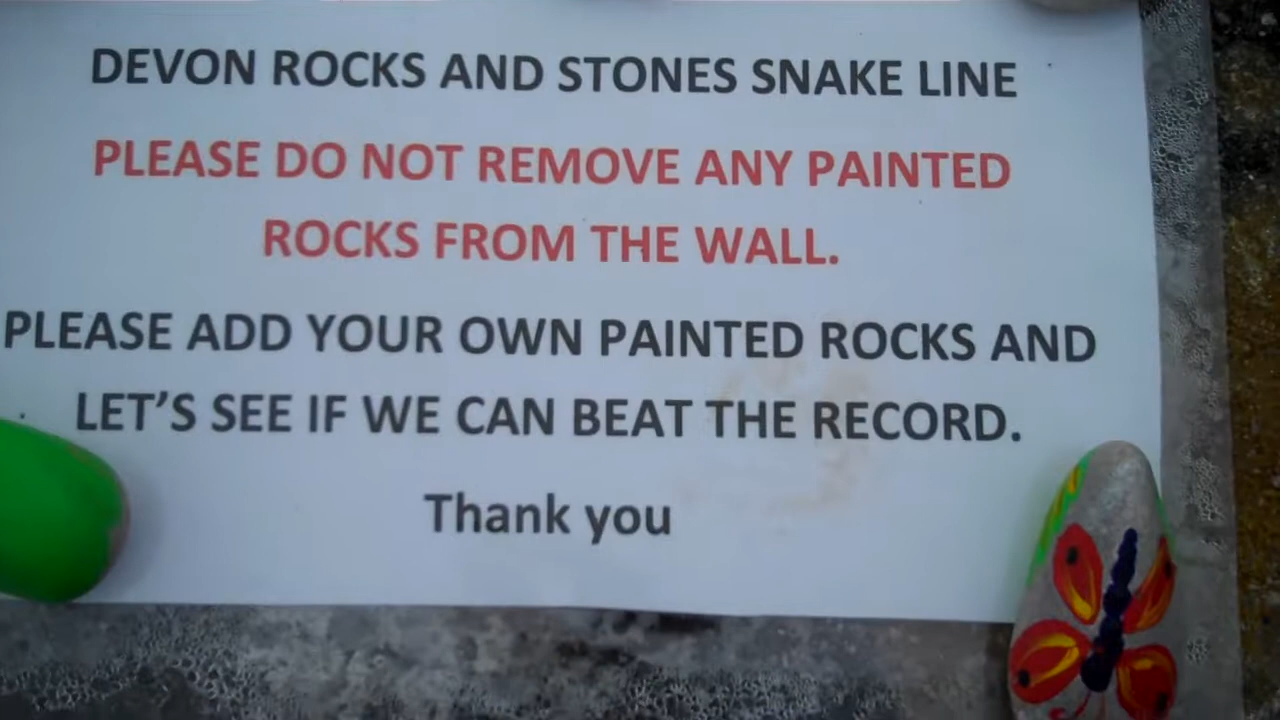 DEVON ROCKS AND STONES SNAKE LINE
PLEASE DO NOT REMOVE ANY PAINTED
ROCKS FROM THE WALL.
PLEASE ADD YOUR OWN PAINTED ROCKS AND
LET’S SEE IF WE CAN BEAT THE RECORD.
Thank you